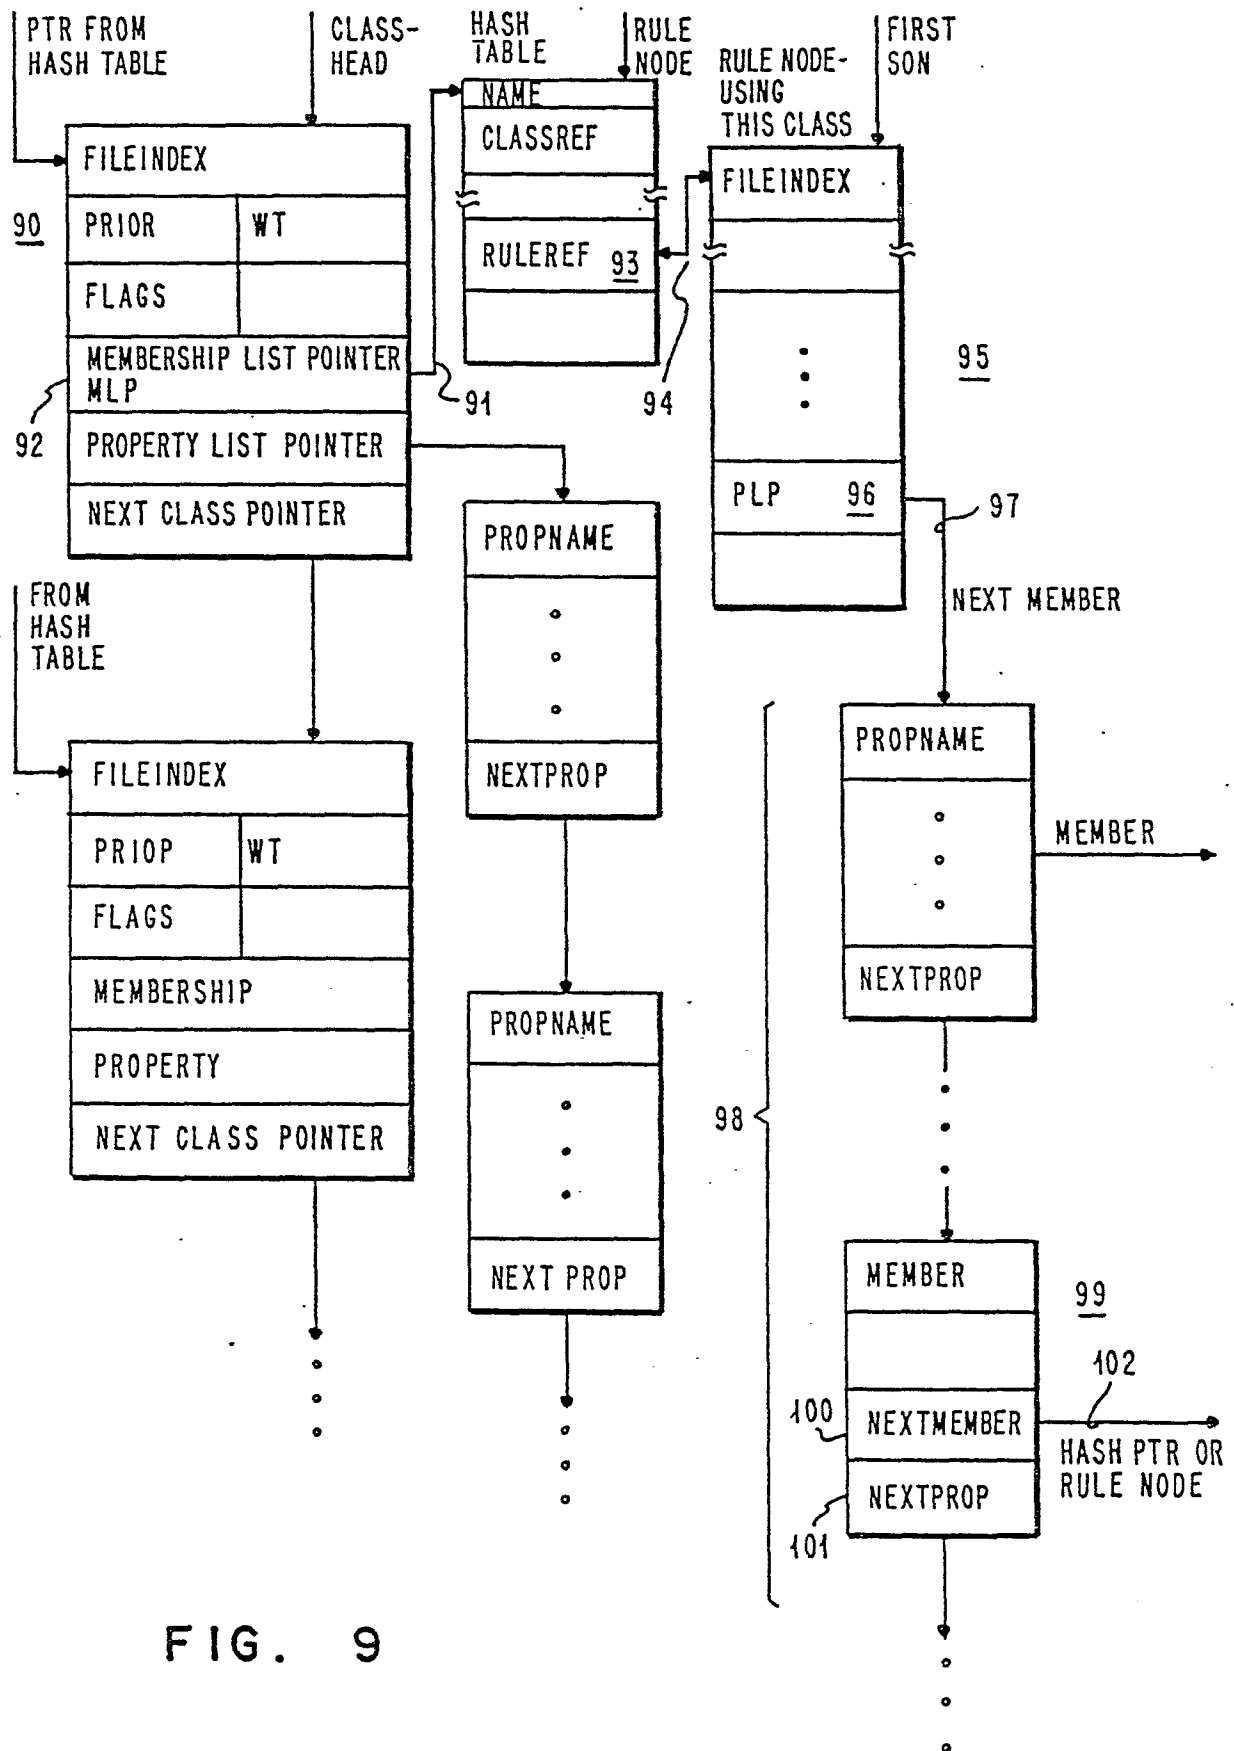 PTR FROM
HASH TABLE
CLASS-
HEAD
HASH
TABLE
RULE
NODE
RULE NODE-
USING
THIS CLASS
FIRST
SON
FILEINDEX
90
PRIOR
WT
FLAGS
MEMBERSHIP LIST POINTER
MLP
92
PROPERTY LIST POINTER
NEXT CLASS POINTER
NAME
CLASSREF
RULEREF 93
91
94
FILEINDEX
95
PLP 96
97
NEXT MEMBER
FROM
HASH
TABLE
FILEINDEX
PRIOP
WT
FLAGS
MEMBERSHIP
PROPERTY
NEXT CLASS POINTER
PROPNAME
NEXTPROP
PROPNAME
NEXT PROP
98
PROPNAME
MEMBER
NEXTPROP
MEMBER
99
100
NEXTMEMBER
102
HASH PTR OR
RULE NODE
NEXTPROP
101
FIG. 9